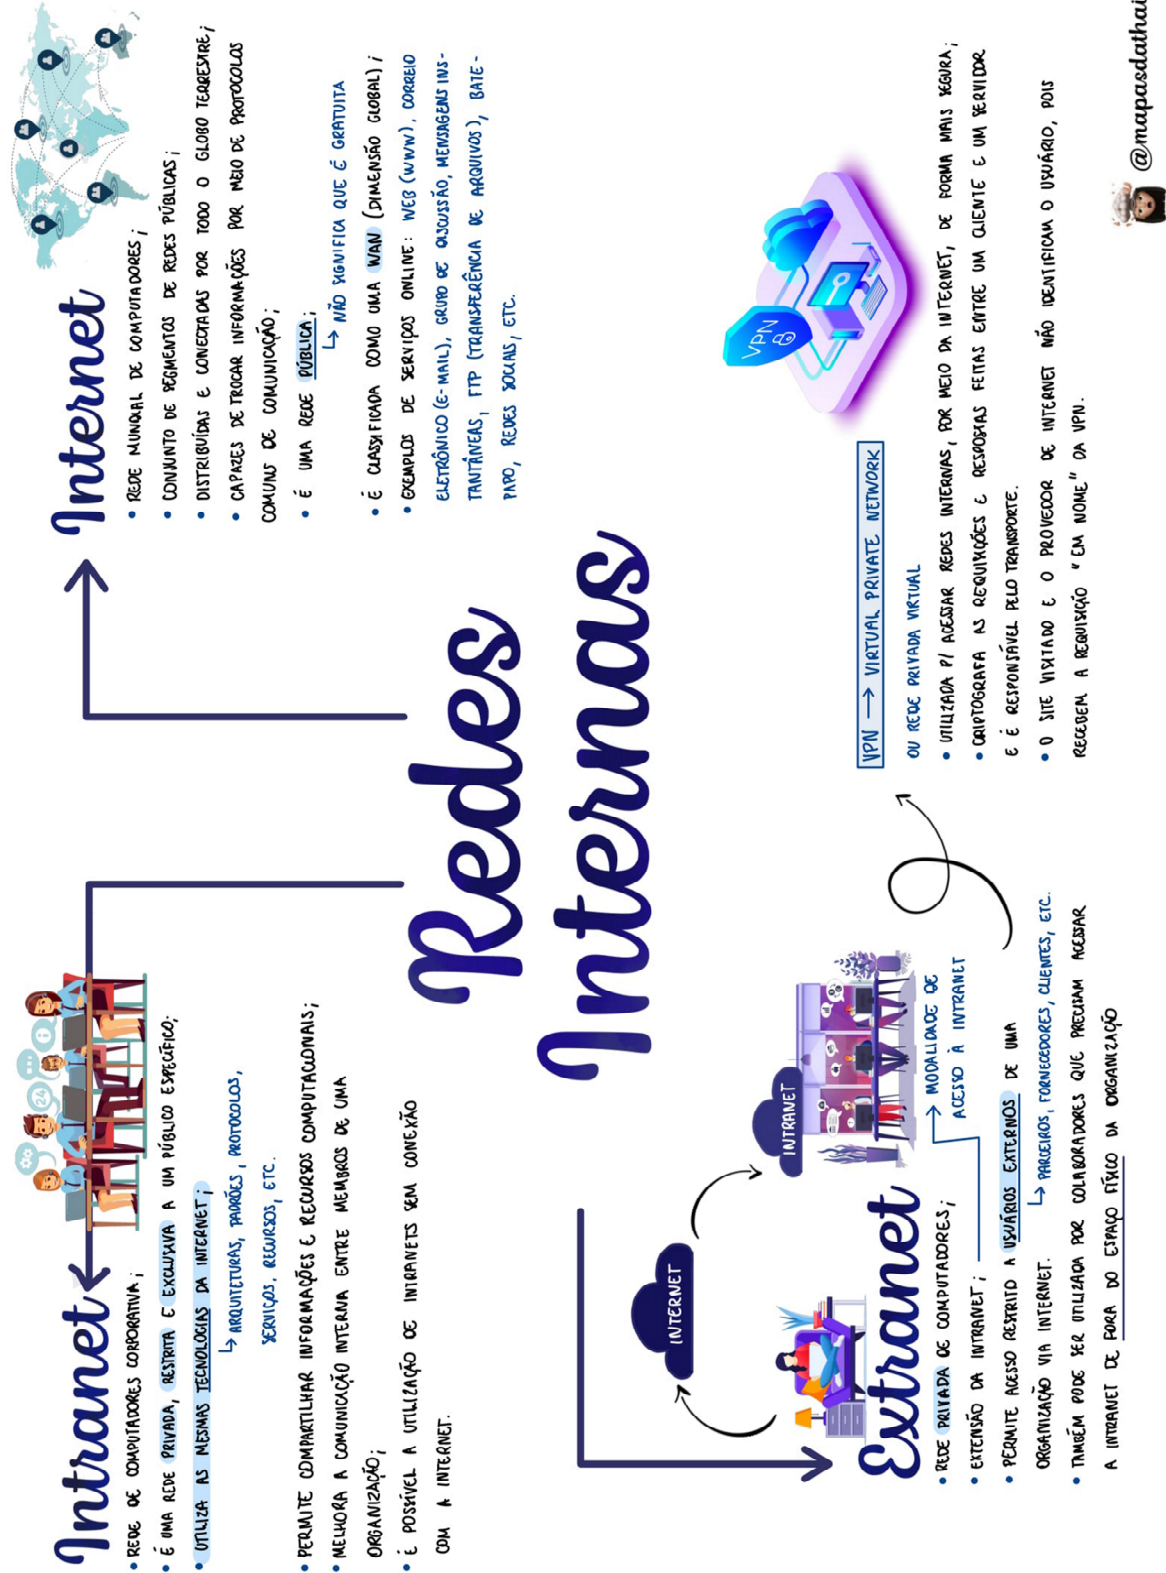 Redes
Internas
Intranet
• REDE DE COMPUTADORES CORPORATIVA;
• É UMA REDE PRIVADA, RESTRITA E EXCLUSIVA A UM PÚBLICO ESPECÍFICO;
• UTILIZA AS MESMAS TECNOLOGIAS DA INTERNET;
↳ ARQUITETURAS, PADRÕES, PROTOCOLOS,
SERVIÇOS, RECURSOS, ETC.
• PERMITE COMPARTILHAR INFORMAÇÕES E RECURSOS COMPUTACIONAIS;
• MELHORA A COMUNICAÇÃO INTERNA ENTRE MEMBROS DE UMA
ORGANIZAÇÃO;
• É POSSÍVEL A UTILIZAÇÃO DE INTRANETS SEM CONEXÃO
COM A INTERNET.
24
Internet
• REDE MUNDIAL DE COMPUTADORES;
• CONJUNTO DE SEGMENTOS DE REDES PÚBLICAS;
• DISTRIBUÍDAS E CONECTADAS POR TODO O GLOBO TERRESTRE;
• CAPAZES DE TROCAR INFORMAÇÕES POR MEIO DE PROTOCOLOS
COMUNS DE COMUNICAÇÃO;
• É UMA REDE PÚBLICA;
↳ NÃO SIGNIFICA QUE É GRATUITA
• É CLASSIFICADA COMO UMA WAN (DIMENSÃO GLOBAL);
• EXEMPLOS DE SERVIÇOS ONLINE: WEB (WWW), CORREIO
ELETRÔNICO (E-MAIL), GRUPO DE DISCUSSÃO, MENSAGENS INS-
TANTÂNEAS, FTP (TRANSFERÊNCIA DE ARQUIVOS), BATE-
PAPO, REDES SOCIAIS, ETC.
INTERNET
INTRANET
Extranet
• REDE PRIVADA DE COMPUTADORES;
• EXTENSÃO DA INTRANET;
→ MODALIDADE DE
ACESSO À INTRANET
• PERMITE ACESSO RESTRITO A USUÁRIOS EXTERNOS DE UMA
↳ PARCEIROS, FORNECEDORES, CLIENTES, ETC.
ORGANIZAÇÃO VIA INTERNET.
• TAMBÉM PODE SER UTILIZADA POR COLABORADORES QUE PRECISAM ACESSAR
A INTRANET DE FORA DO ESPAÇO FÍSICO DA ORGANIZAÇÃO
VPN
VPN → VIRTUAL PRIVATE NETWORK
OU REDE PRIVADA VIRTUAL
• UTILIZADA P/ ACESSAR REDES INTERNAS, POR MEIO DA INTERNET, DE FORMA MAIS SEGURA;
• CRIPTOGRAFA AS REQUISIÇÕES E RESPOSTAS FEITAS ENTRE UM CLIENTE E UM SERVIDOR
E É RESPONSÁVEL PELO TRANSPORTE.
• O SITE VISITADO E O PROVEDOR DE INTERNET NÃO IDENTIFICAM O USUÁRIO, POIS
RECEBEM A REQUISIÇÃO "EM NOME" DA VPN.
@mapasdathai